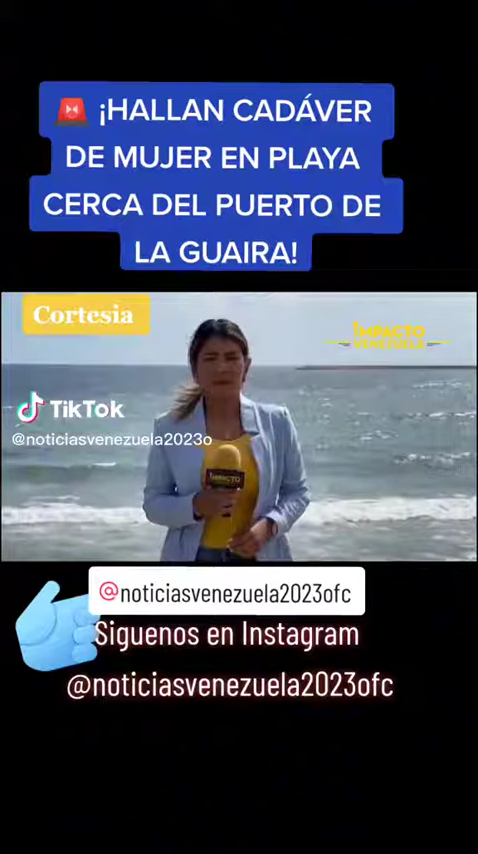 🚨 ¡HALLAN CADÁVER
DE MUJER EN PLAYA
CERCA DEL PUERTO DE
LA GUAIRA!
Cortesia
IMPACTO
VENEZUELA
TikTok
@noticiasvenezuela2023o
IMPACTO
@noticiasvenezuela2023ofc
Siguenos en Instagram
@noticiasvenezuela2023ofc